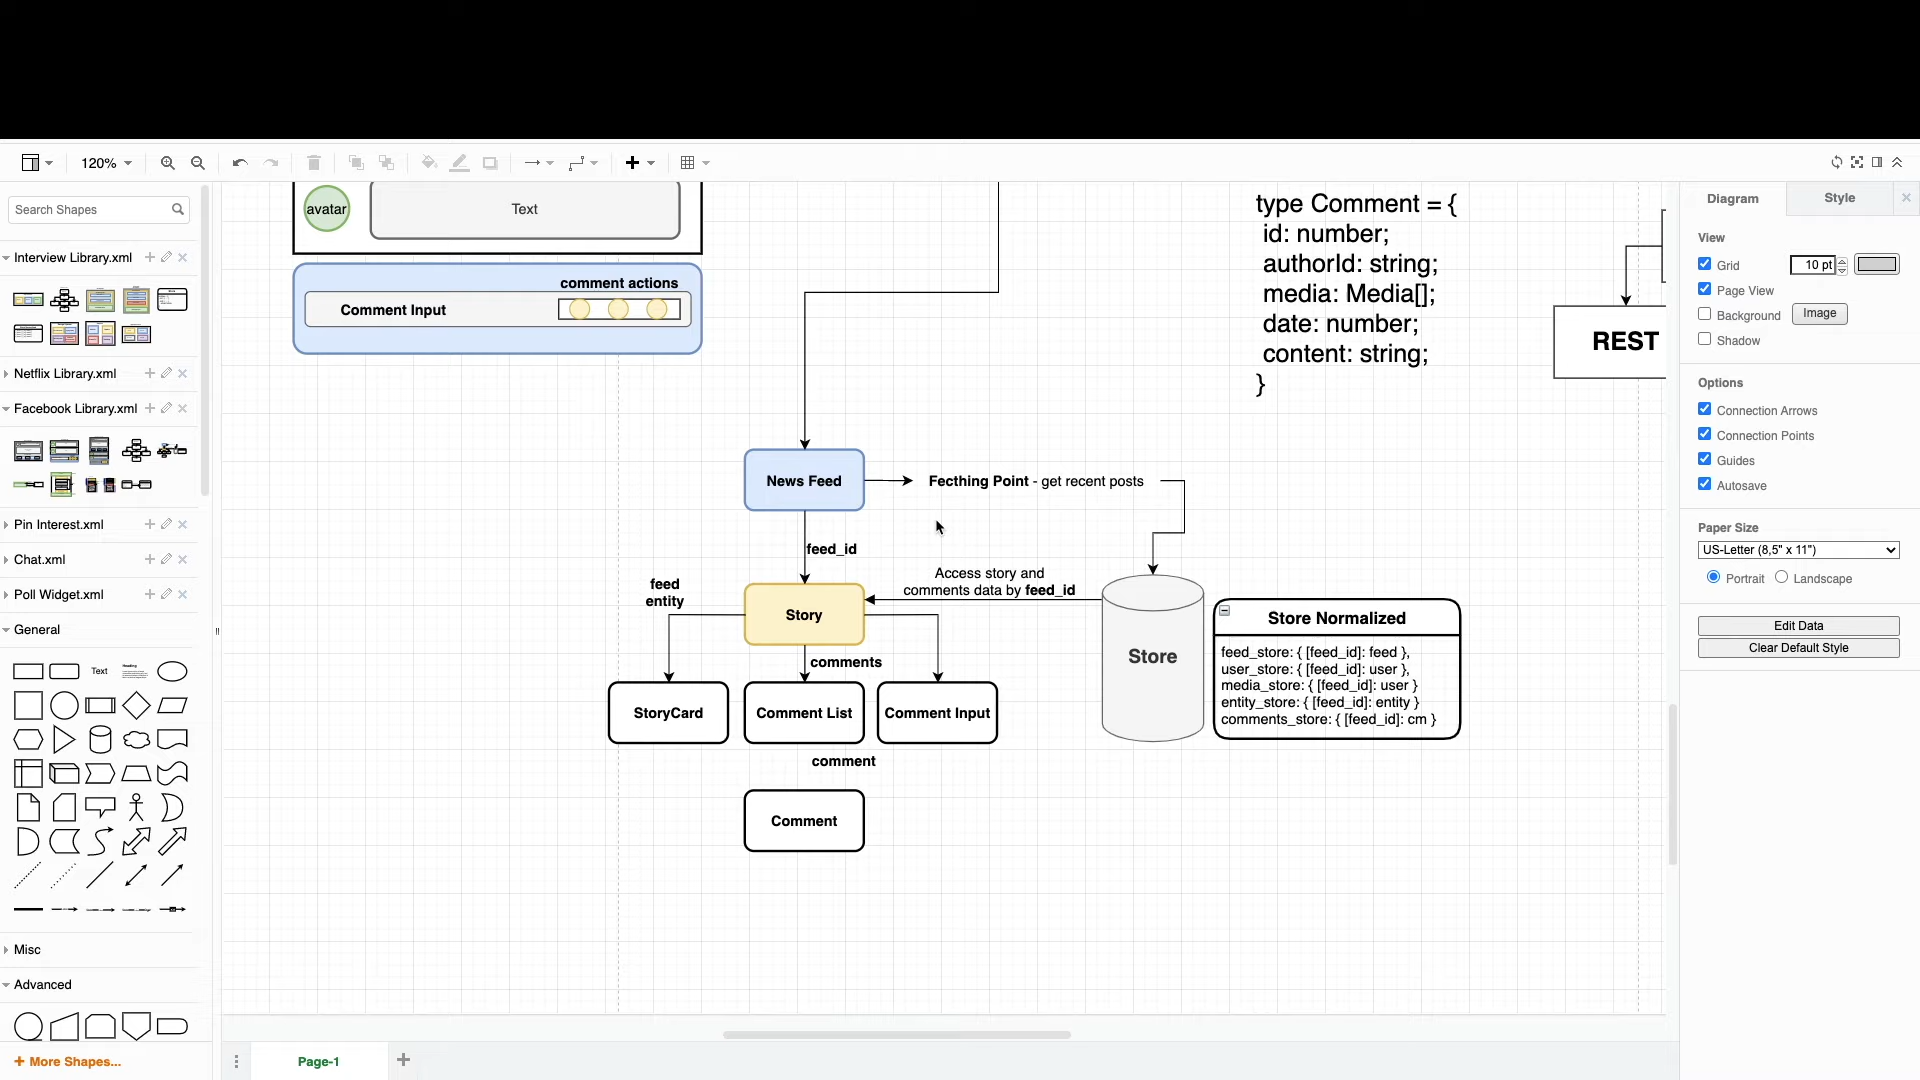 120%
Diagram
Style
Search Shapes
Interview Library.xml
Netflix Library.xml
Facebook Library.xml
Pin Interest.xml
Chat.xml
Poll Widget.xml
General
Text
Heading
Misc
Advanced
+ More Shapes...
avatar
Text
comment actions
Comment Input
type Comment = {
id: number;
authorId: string;
media: Media[];
date: number;
content: string;
}
REST
News Feed
Fecthing Point - get recent posts
feed_id
feed
entity
Access story and
comments data by feed_id
Story
comments
StoryCard
Comment List
Comment Input
comment
Comment
Store
Store Normalized
feed_store: { [feed_id]: feed },
user_store: { [feed_id]: user },
media_store: { [feed_id]: user }
entity_store: { [feed_id]: entity }
comments_store: { [feed_id]: cm }
View
Grid
10 pt
Page View
Background
Image
Shadow
Options
Connection Arrows
Connection Points
Guides
Autosave
Paper Size
US-Letter (8,5" x 11")
Portrait
Landscape
Edit Data
Clear Default Style
Page-1